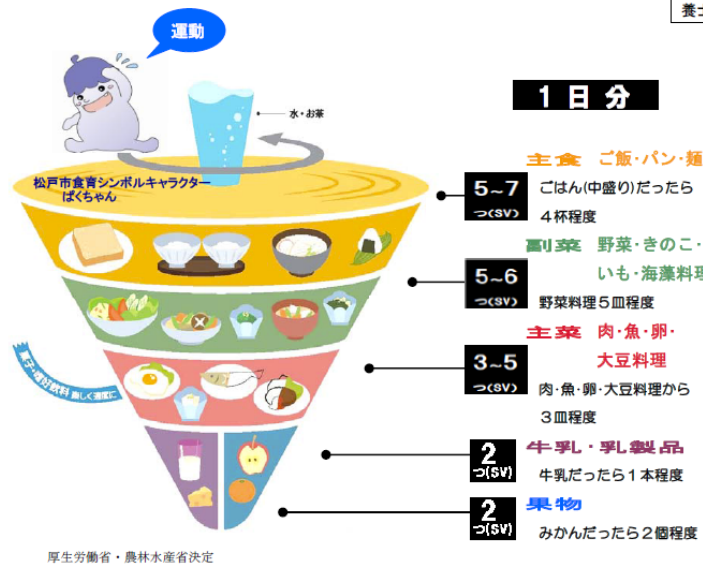 養士
運動
水・お茶
松戸市食育シンボルキャラクター
ぱくちゃん
菓子・嗜好飲料 楽しく適度に
1日分
主食 ご飯・パン・麺
5~7
つ(SV)
ごはん(中盛り)だったら
4杯程度
副菜 野菜・きのこ・
いも・海藻料理
5~6
つ(SV)
野菜料理5皿程度
主菜 肉・魚・卵・
大豆料理
3~5
つ(SV)
肉・魚・卵・大豆料理から
3皿程度
牛乳・乳製品
2
つ(SV)
牛乳だったら1本程度
果物
2
つ(SV)
みかんだったら2個程度
厚生労働省・農林水産省決定